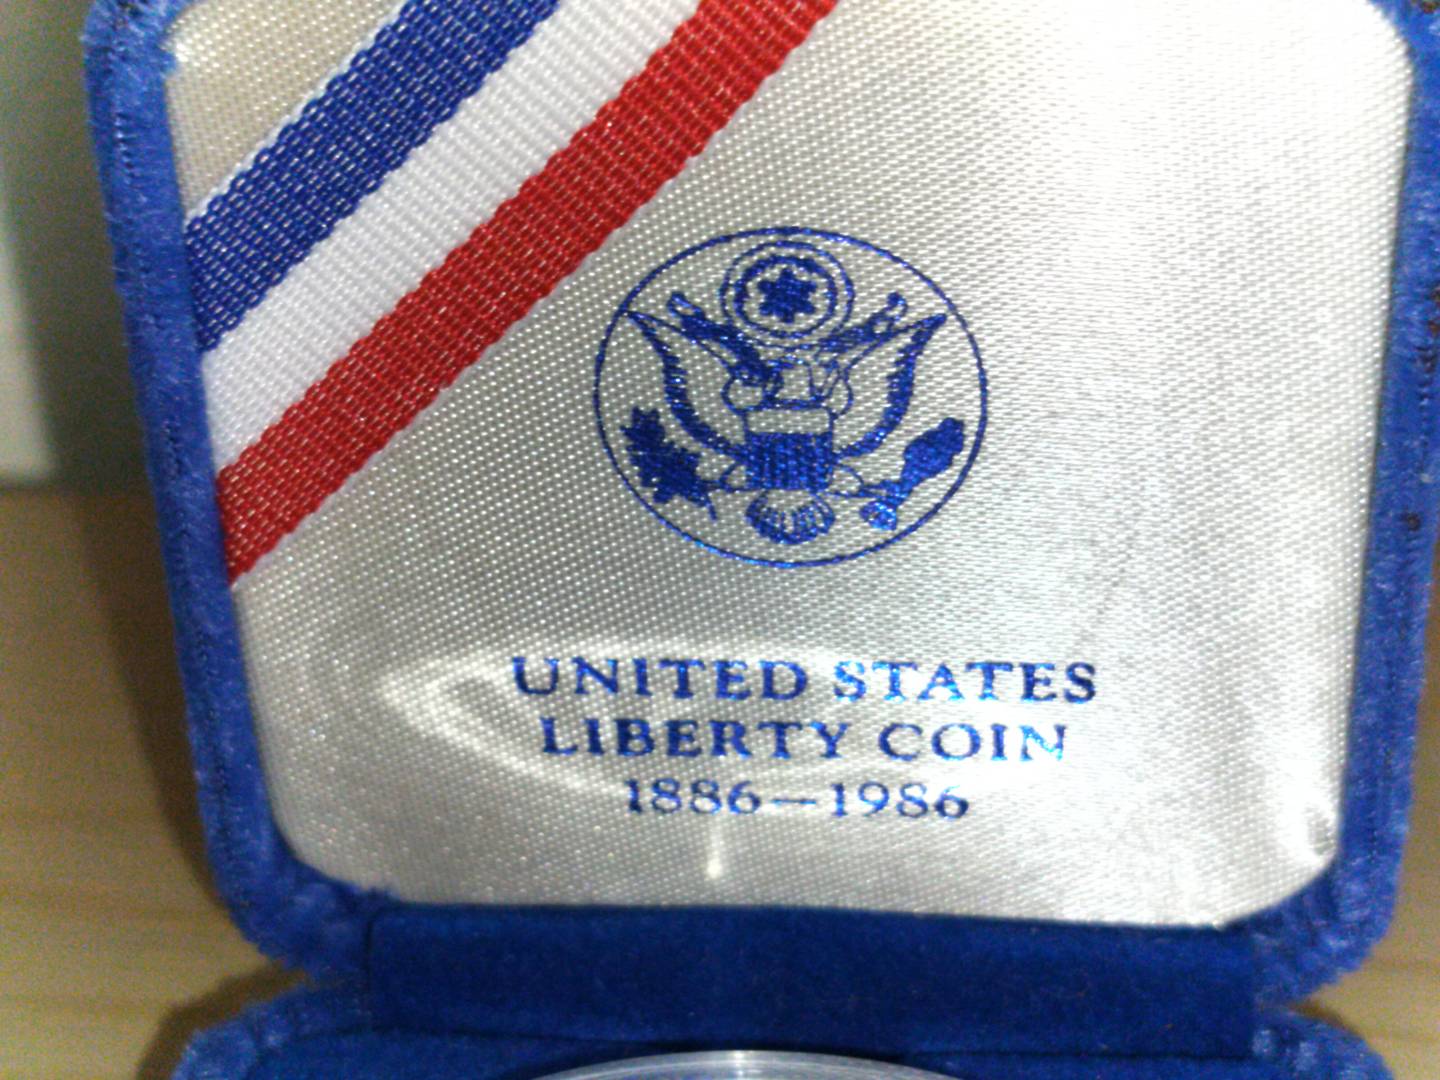 UNITED STATES
LIBERTY COIN
1886–1986